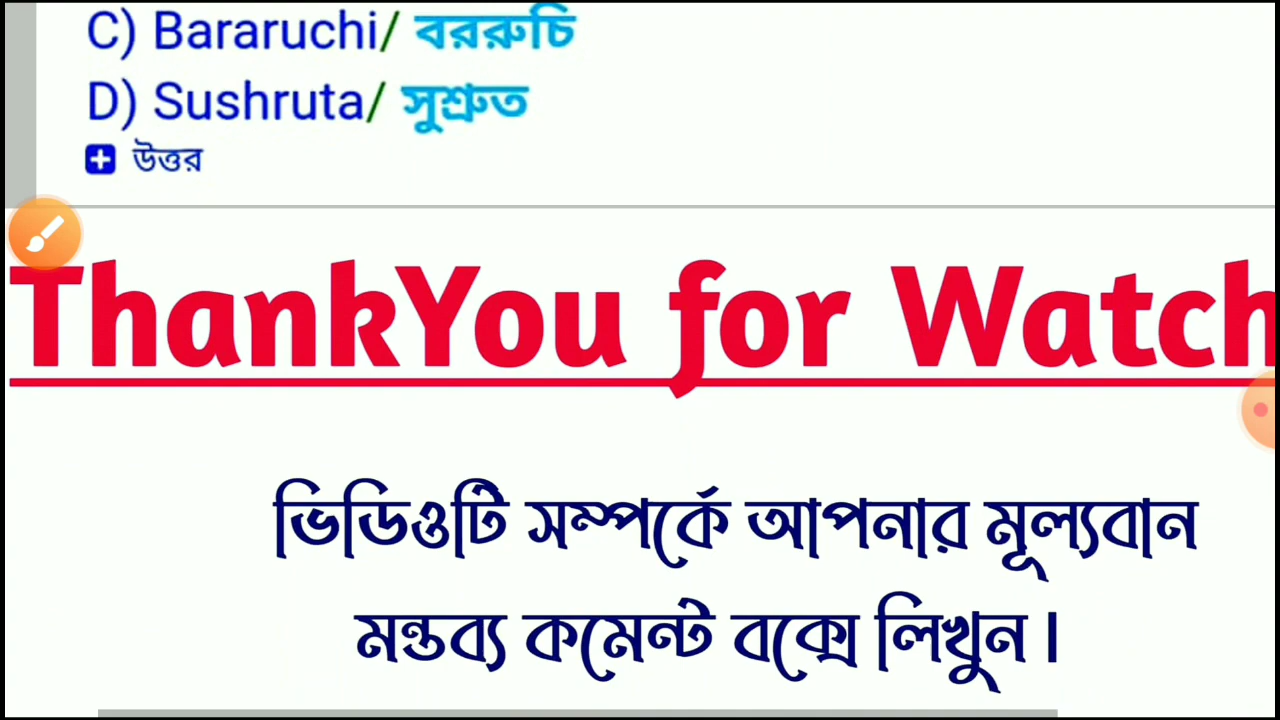 C) Bararuchi/ বররুচি
D) Sushruta/ সুশ্রুত
উত্তর
ThankYou for Watch
ভিডিওটি সম্পর্কে আপনার মূল্যবান
মন্তব্য কমেন্ট বক্সে লিখুন।